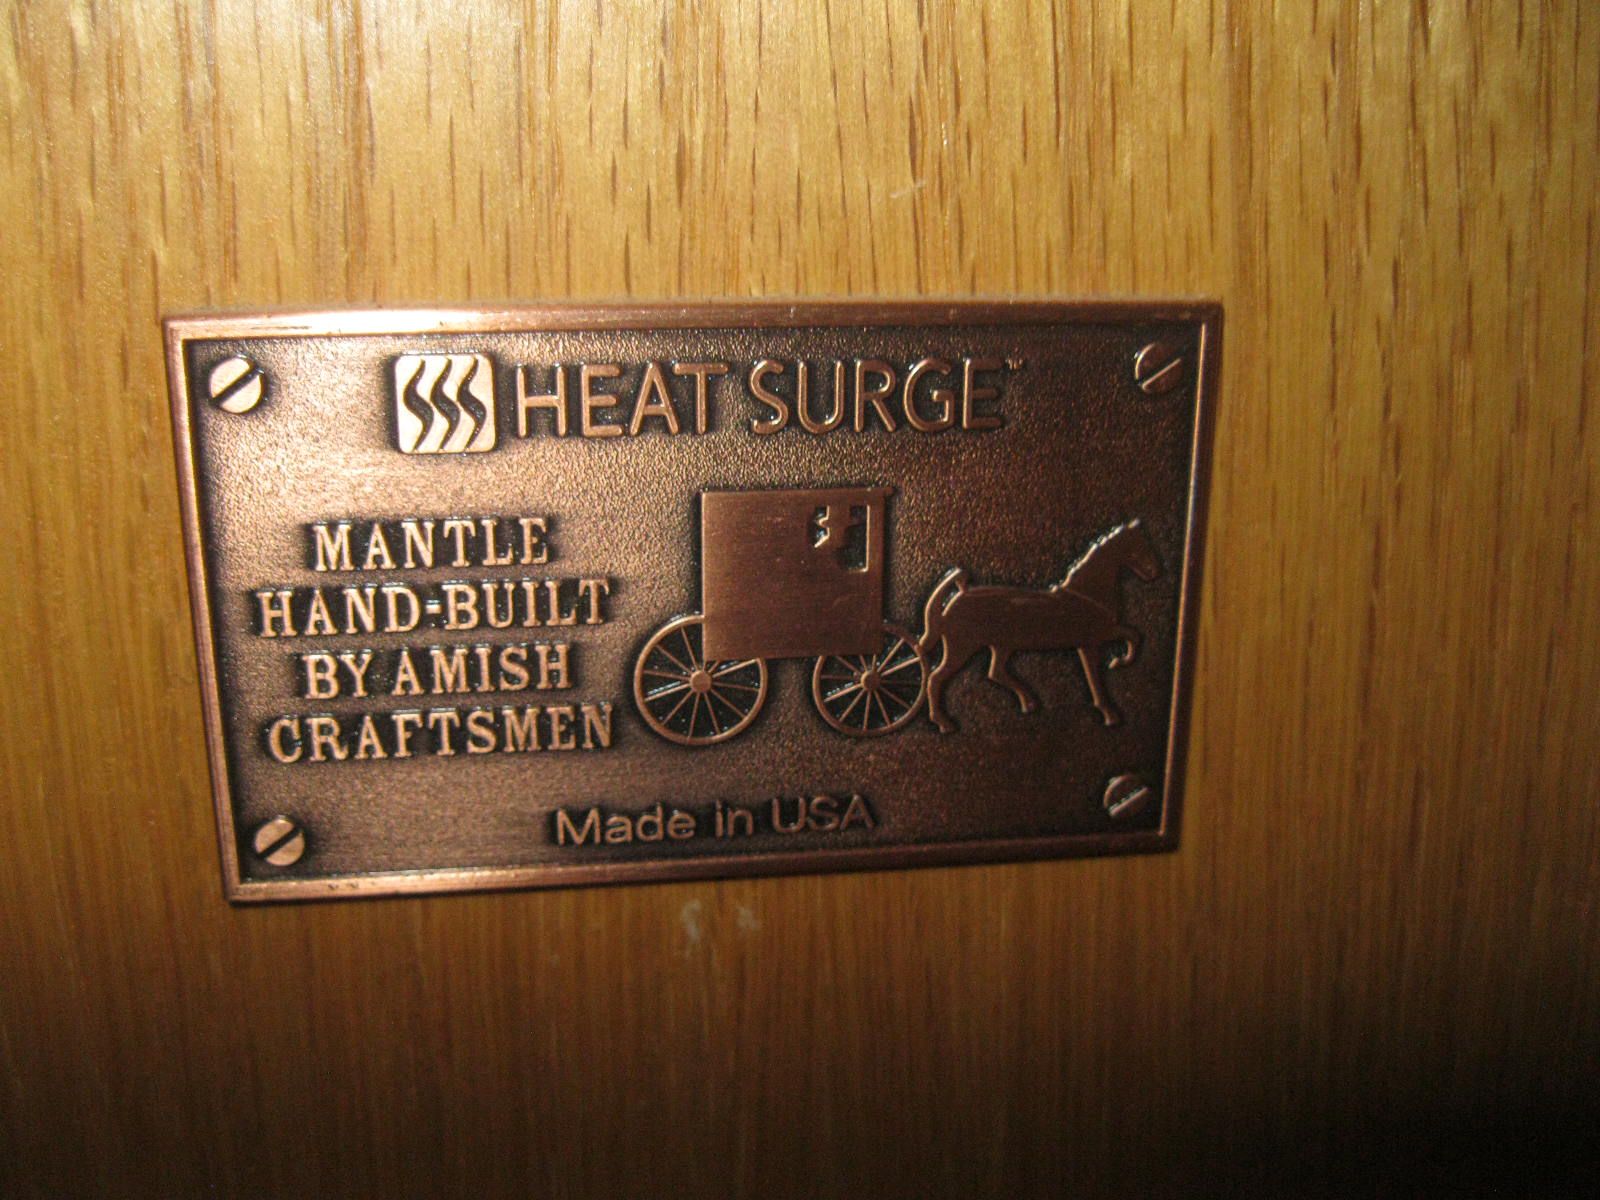 HEAT SURGE™
MANTLE
HAND-BUILT
BY AMISH
CRAFTSMEN
Made in USA